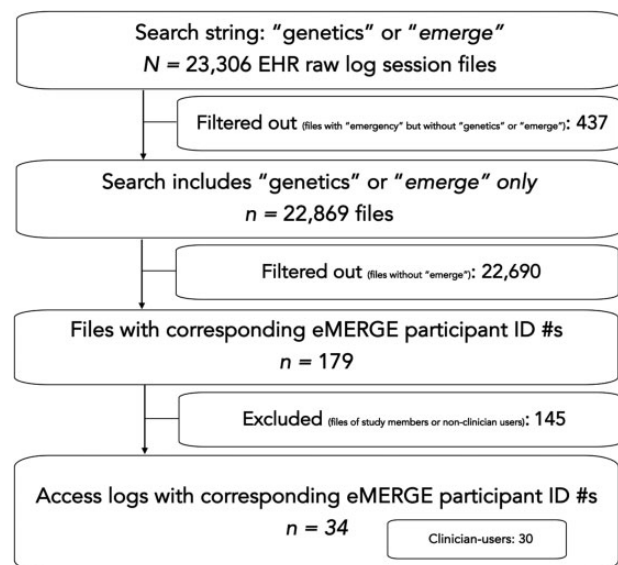 Search string: “genetics” or “emerge”
N = 23,306 EHR raw log session files
Filtered out (files with “emergency” but without “genetics” or “emerge”): 437
Search includes “genetics” or “emerge” only
n = 22,869 files
Filtered out (files without “emerge”): 22,690
Files with corresponding eMERGE participant ID #s
n = 179
Excluded (files of study members or non-clinician users): 145
Access logs with corresponding eMERGE participant ID #s
n = 34
Clinician-users: 30